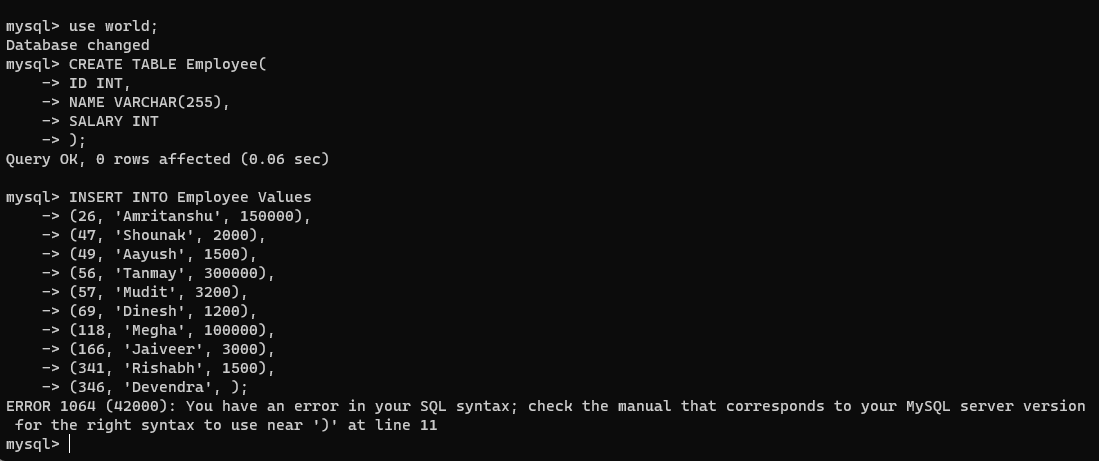 mysql> use world;
Database changed
mysql> CREATE TABLE Employee(
    -> ID INT,
    -> NAME VARCHAR(255),
    -> SALARY INT
    -> );
Query OK, 0 rows affected (0.06 sec)

mysql> INSERT INTO Employee Values
    -> (26, 'Amritanshu', 150000),
    -> (47, 'Shounak', 2000),
    -> (49, 'Aayush', 1500),
    -> (56, 'Tanmay', 300000),
    -> (57, 'Mudit', 3200),
    -> (69, 'Dinesh', 1200),
    -> (118, 'Megha', 100000),
    -> (166, 'Jaiveer', 3000),
    -> (341, 'Rishabh', 1500),
    -> (346, 'Devendra', );
ERROR 1064 (42000): You have an error in your SQL syntax; check the manual that corresponds to your MySQL server version
 for the right syntax to use near ')' at line 11
mysql>